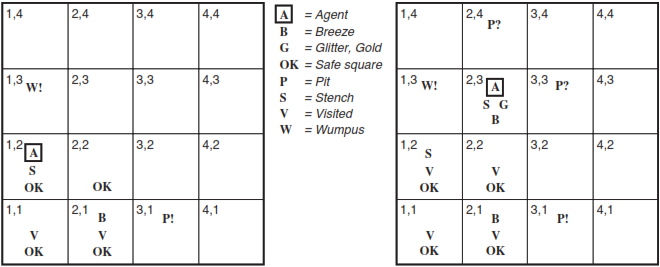 1,4 2,4 3,4 4,4
1,3 W! 2,3 3,3 4,3
1,2 A 2,2 3,2 4,2
S
OK OK
1,1 2,1 B 3,1 P! 4,1
V V
OK OK
A = Agent
B = Breeze
G = Glitter, Gold
OK = Safe square
P = Pit
S = Stench
V = Visited
W = Wumpus
1,4 2,4 P? 3,4 4,4
1,3 W! 2,3 A 3,3 P? 4,3
S G
B
1,2 S 2,2 3,2 4,2
V V
OK OK
1,1 2,1 B 3,1 P! 4,1
V V
OK OK